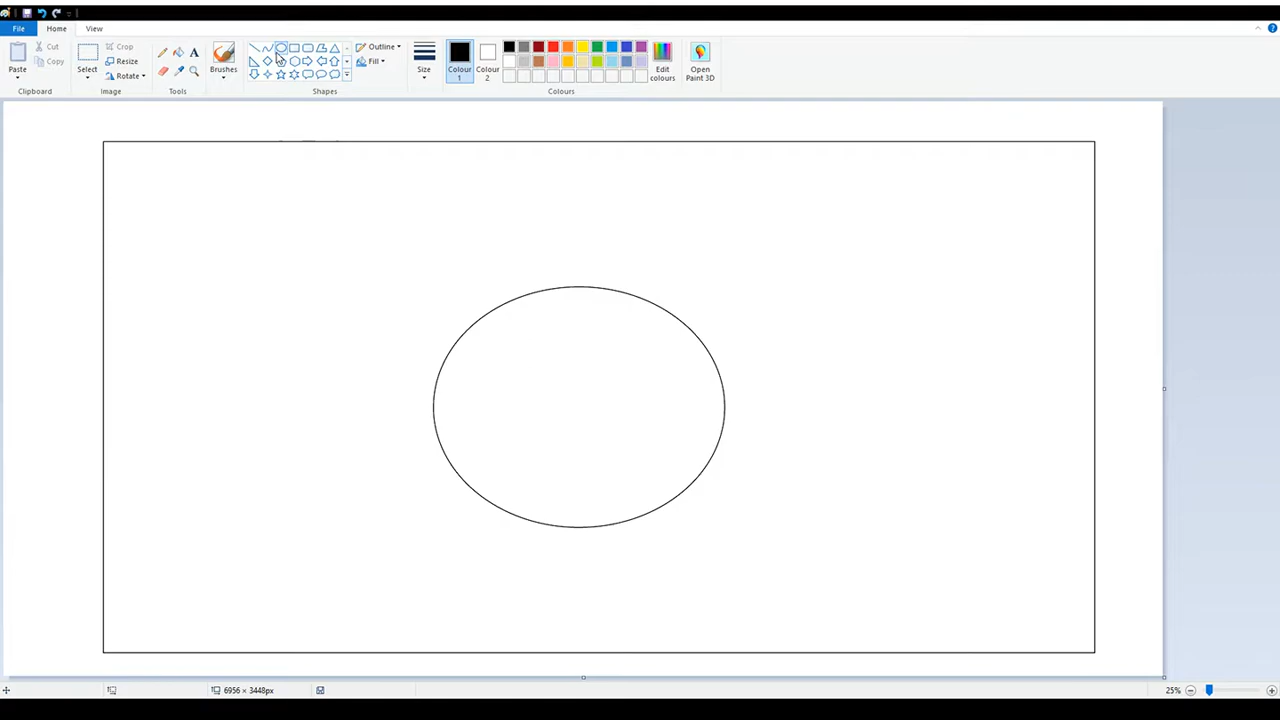 File Home View
Paste
Cut
Copy
Clipboard
Select
Crop
Resize
Rotate
Image
A
Tools
Brushes
Outline
Fill
Shapes
Size
Colour 1
Colour 2
Edit colours
Colours
Open Paint 3D
6956 × 3448px
25%